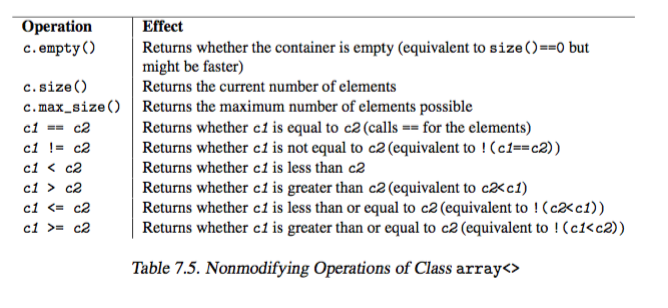 Operation Effect
c.empty() Returns whether the container is empty (equivalent to size()==0 but
might be faster)
c.size() Returns the current number of elements
c.max_size() Returns the maximum number of elements possible
c1 == c2 Returns whether c1 is equal to c2 (calls == for the elements)
c1 != c2 Returns whether c1 is not equal to c2 (equivalent to !(c1==c2))
c1 < c2 Returns whether c1 is less than c2
c1 > c2 Returns whether c1 is greater than c2 (equivalent to c2<c1)
c1 <= c2 Returns whether c1 is less than or equal to c2 (equivalent to !(c2<c1))
c1 >= c2 Returns whether c1 is greater than or equal to c2 (equivalent to !(c1<c2))
Table 7.5. Nonmodifying Operations of Class array<>